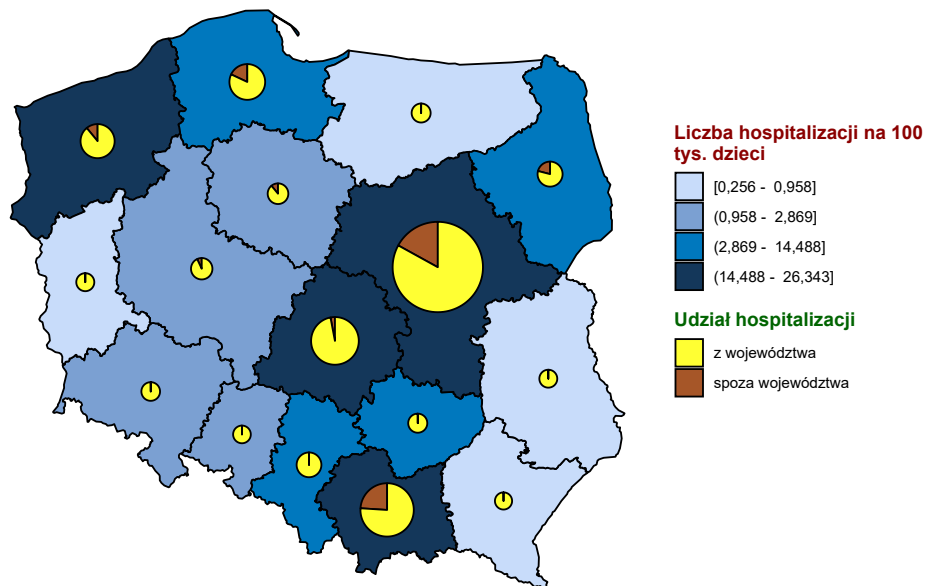 Liczba hospitalizacji na 100
tys. dzieci
[0,256 - 0,958]
(0,958 - 2,869]
(2,869 - 14,488]
(14,488 - 26,343]
Udział hospitalizacji
z województwa
spoza województwa